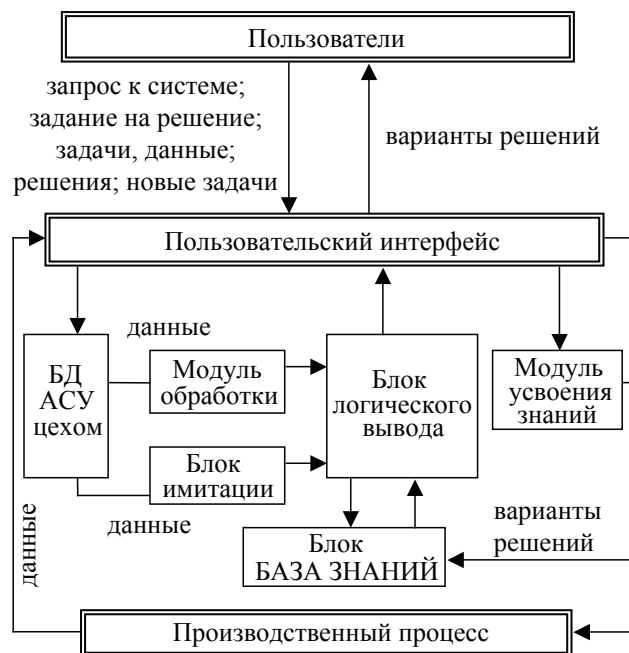 Пользователи
запрос к системе;
задание на решение;
задачи, данные;
решения; новые задачи
варианты решений
Пользовательский интерфейс
данные
БД
АСУ
цехом
Модуль
обработки
Блок
логического
вывода
Модуль
усвоения
знаний
Блок
имитации
данные
данные
варианты
решений
Блок
БАЗА ЗНАНИЙ
Производственный процесс